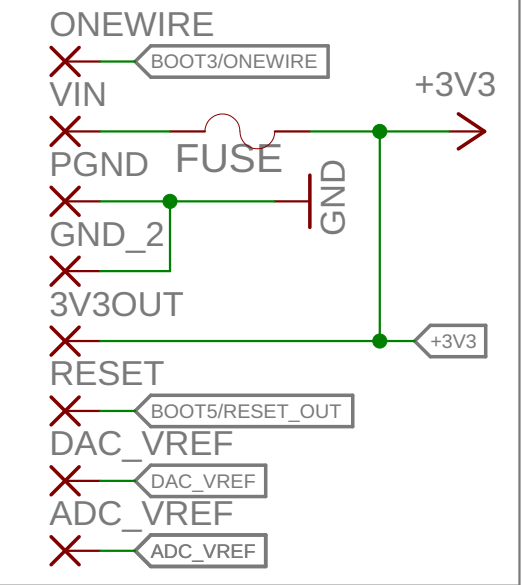 ONEWIRE
BOOT3/ONEWIRE
VIN
+3V3
FUSE
PGND
GND
GND_2
3V3OUT
+3V3
RESET
BOOT5/RESET_OUT
DAC_VREF
DAC_VREF
ADC_VREF
ADC_VREF